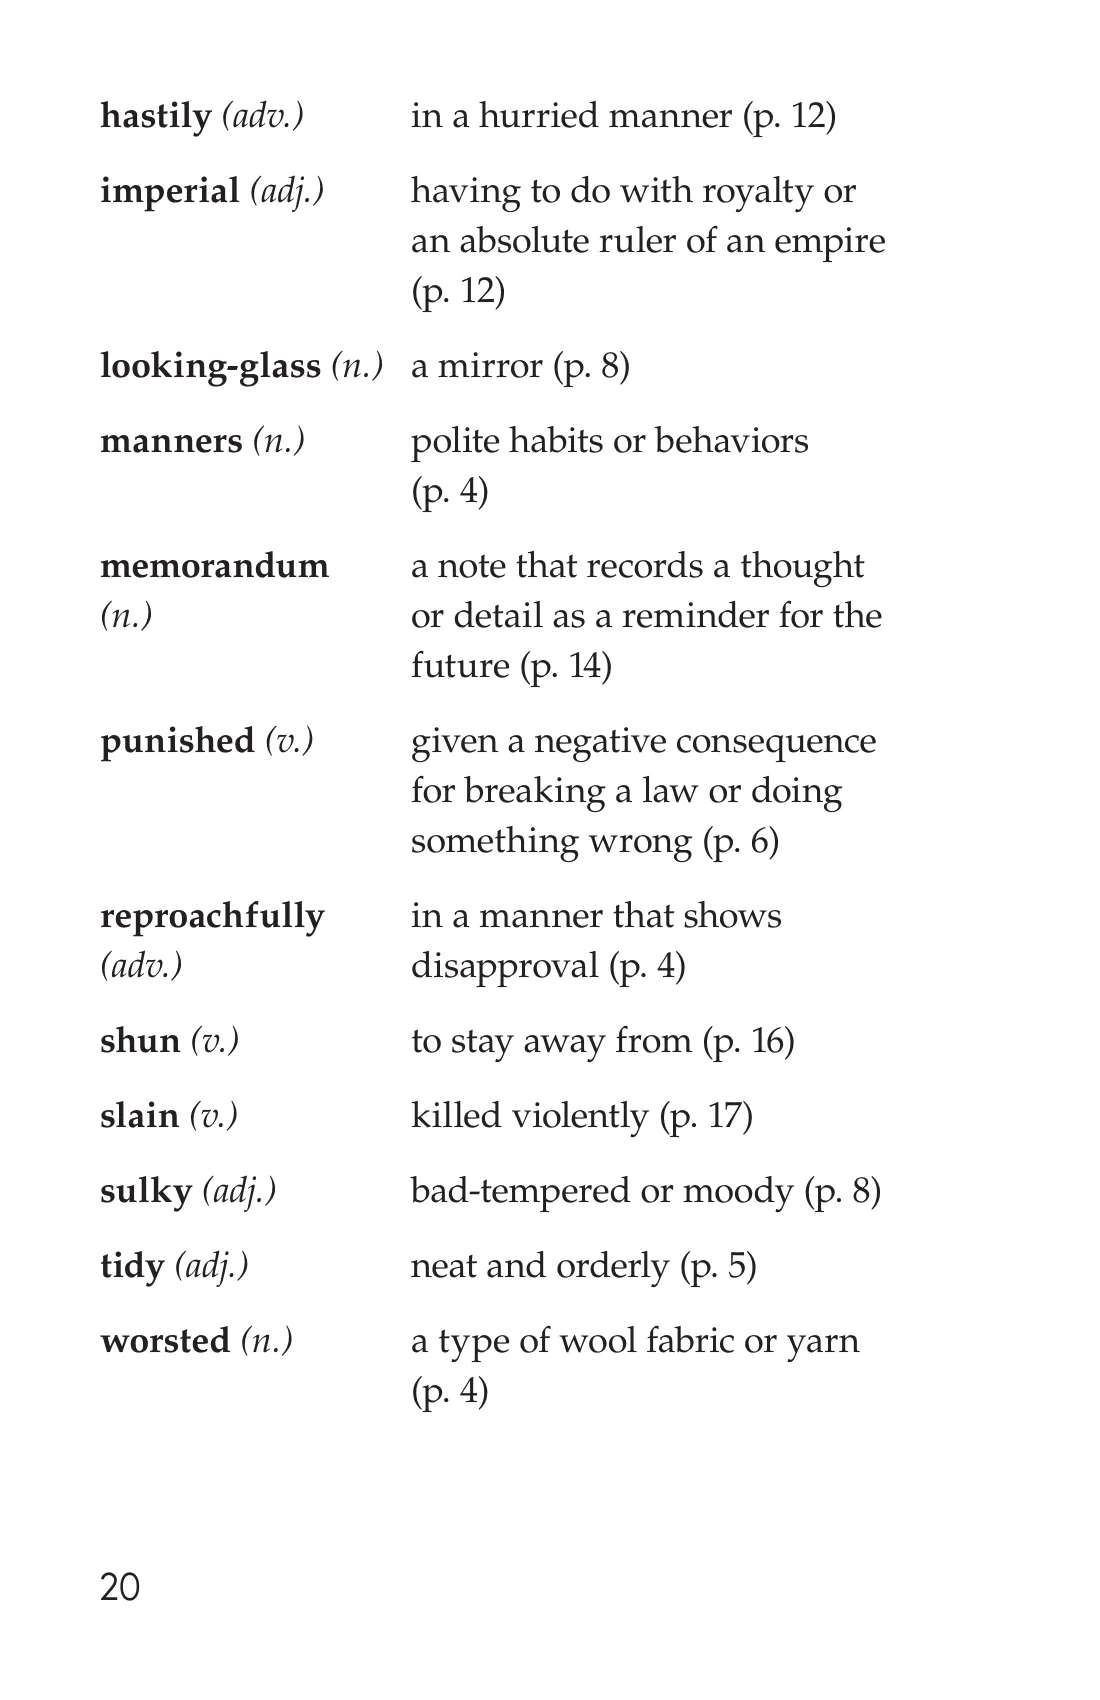 hastily (adv.) in a hurried manner (p. 12)
imperial (adj.) having to do with royalty or
an absolute ruler of an empire
(p. 12)
looking-glass (n.) a mirror (p. 8)
manners (n.) polite habits or behaviors
(p. 4)
memorandum a note that records a thought
(n.) or detail as a reminder for the
future (p. 14)
punished (v.) given a negative consequence
for breaking a law or doing
something wrong (p. 6)
reproachfully in a manner that shows
(adv.) disapproval (p. 4)
shun (v.) to stay away from (p. 16)
slain (v.) killed violently (p. 17)
sulky (adj.) bad-tempered or moody (p. 8)
tidy (adj.) neat and orderly (p. 5)
worsted (n.) a type of wool fabric or yarn
(p. 4)
20